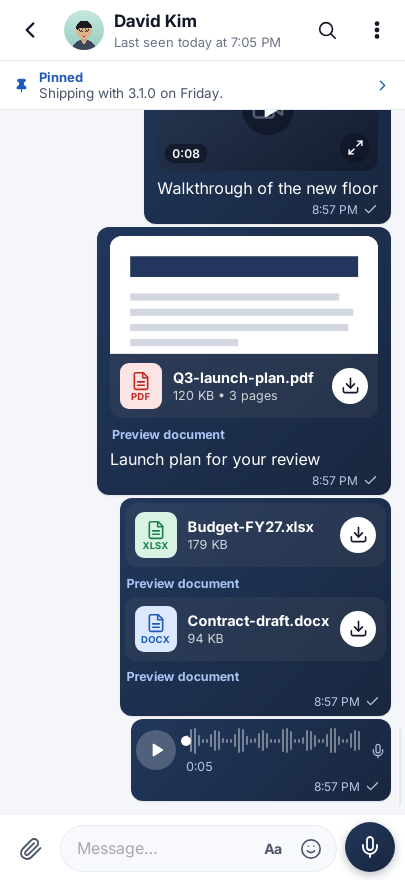 David Kim
Last seen today at 7:05 PM
Pinned
Shipping with 3.1.0 on Friday.
0:08
Walkthrough of the new floor
8:57 PM
PDF
Q3-launch-plan.pdf
120 KB • 3 pages
Preview document
Launch plan for your review
8:57 PM
XLSX
Budget-FY27.xlsx
179 KB
Preview document
DOCX
Contract-draft.docx
94 KB
Preview document
8:57 PM
0:05
8:57 PM
Message...
Aa